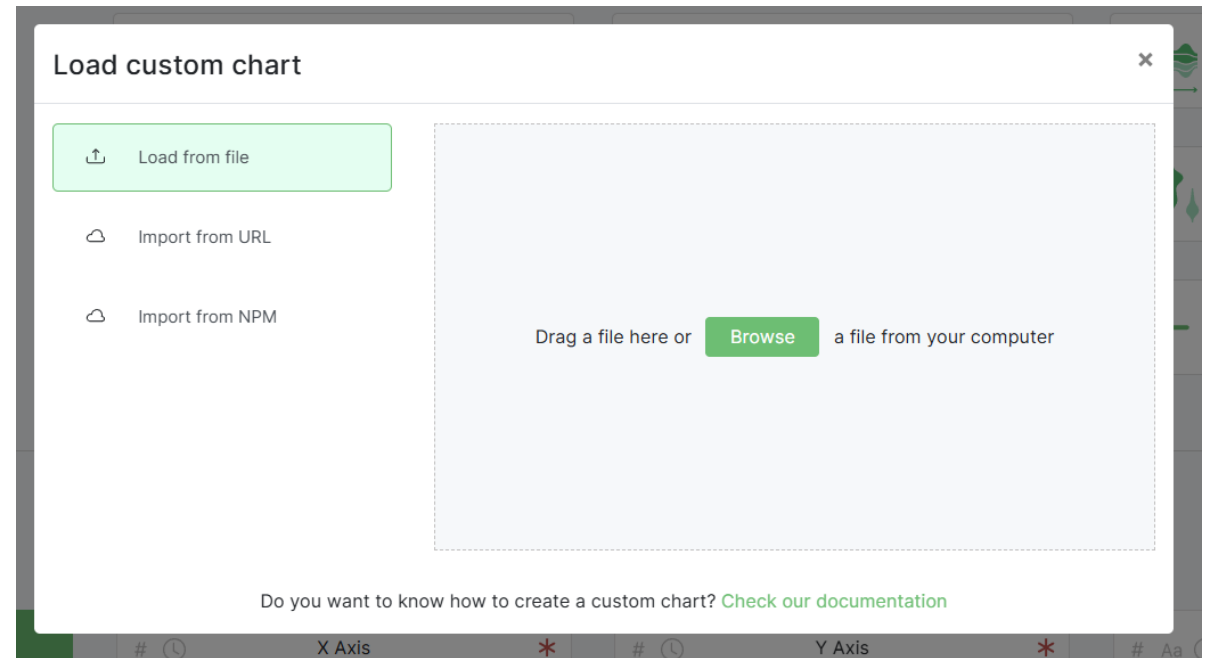 Load custom chart
×
Load from file
Import from URL
Import from NPM
Drag a file here or Browse a file from your computer
Do you want to know how to create a custom chart? Check our documentation
# X Axis * # Y Axis * # Aa